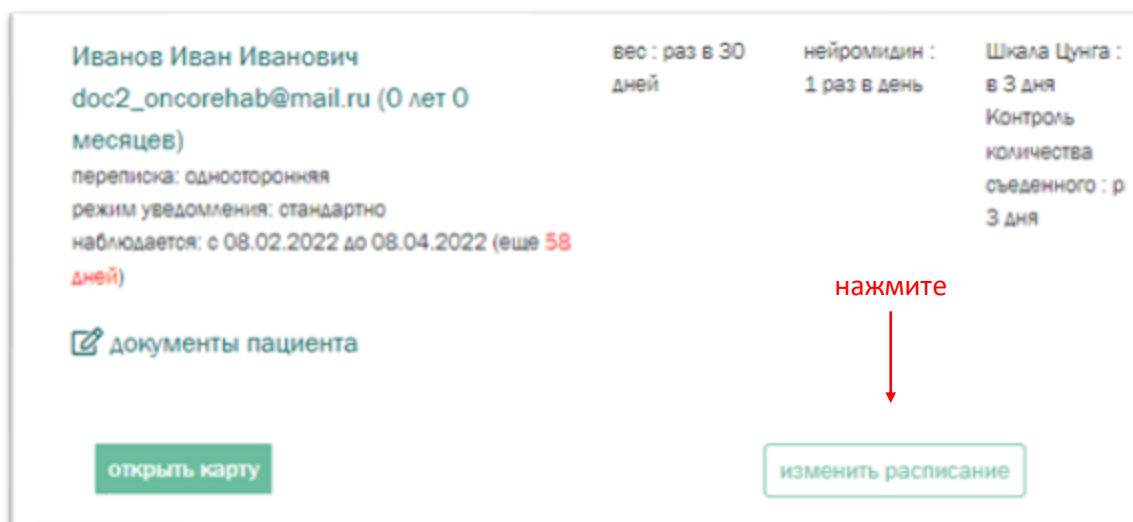 Иванов Иван Иванович
doc2_oncorehab@mail.ru (0 лет 0
месяцев)
переписка: односторонняя
режим уведомления: стандартно
наблюдается: с 08.02.2022 до 08.04.2022 (еще 58
дней)
документы пациента
открыть карту
вес : раз в 30
дней
нейромидин :
1 раз в день
Шкала Цунга :
в 3 дня
Контроль
количества
съеденного : р
3 дня
нажмите
изменить расписание